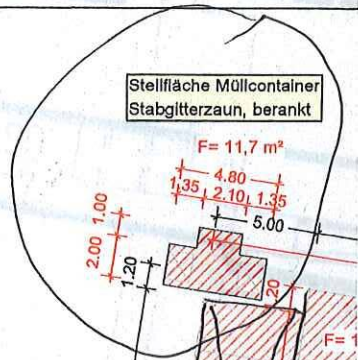 Stellfläche Müllcontainer
Stabgitterzaun, berankt
F= 11,7 m²
4.80
1.35 2.10 1.35
5.00
1.00
2.00
1.20
.20
F= 1